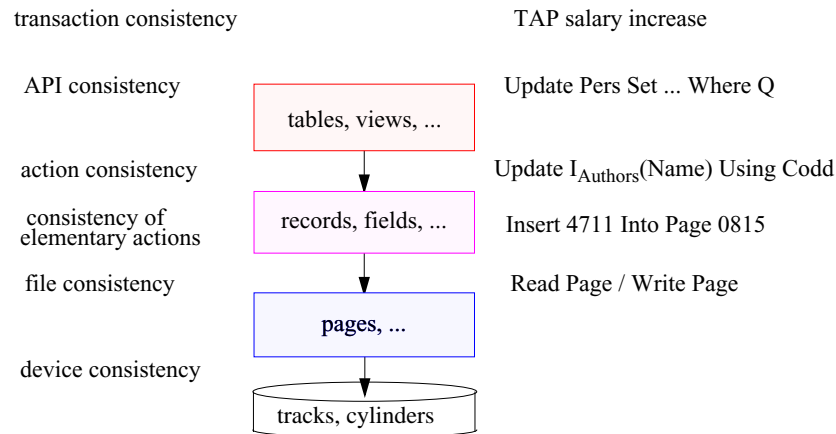 transaction consistency TAP salary increase
API consistency Update Pers Set ... Where Q
tables, views, ...
action consistency Update I_Authors(Name) Using Codd
consistency of
elementary actions
records, fields, ... Insert 4711 Into Page 0815
file consistency Read Page / Write Page
pages, ...
device consistency
tracks, cylinders